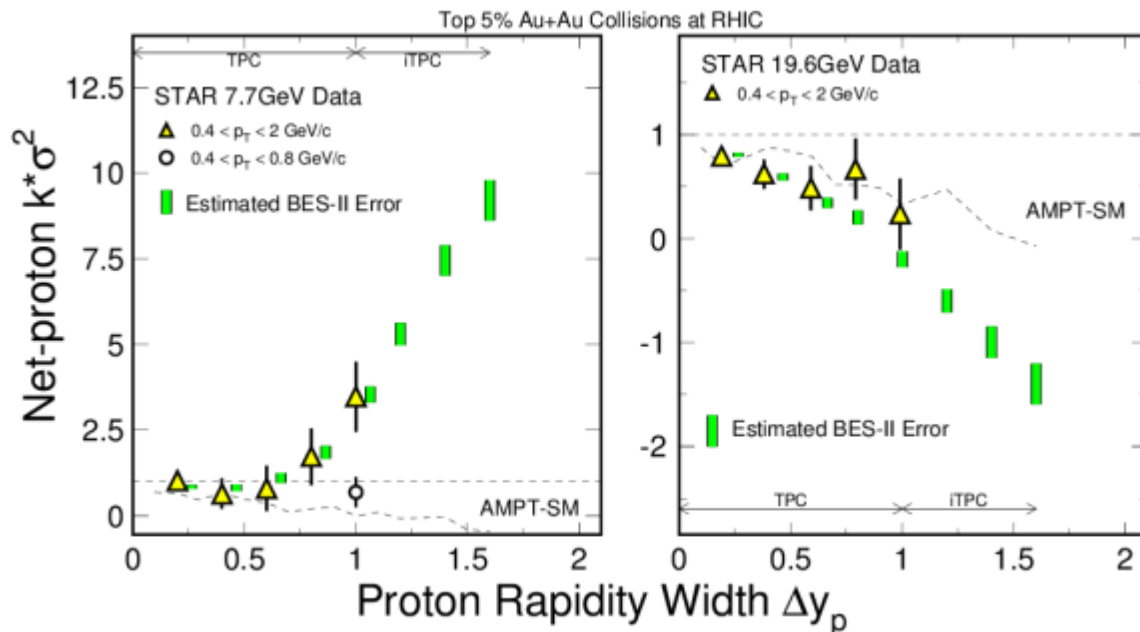 Top 5% Au+Au Collisions at RHIC
TPC
iTPC
12.5
10
7.5
5
2.5
0
STAR 7.7GeV Data
0.4 < p_T < 2 GeV/c
0.4 < p_T < 0.8 GeV/c
Estimated BES-II Error
AMPT-SM
0 0.5 1 1.5 2
Net-proton k*σ²
STAR 19.6GeV Data
0.4 < p_T < 2 GeV/c
1
0
-1
-2
AMPT-SM
Estimated BES-II Error
TPC
iTPC
0 0.5 1 1.5 2
Proton Rapidity Width Δy_p